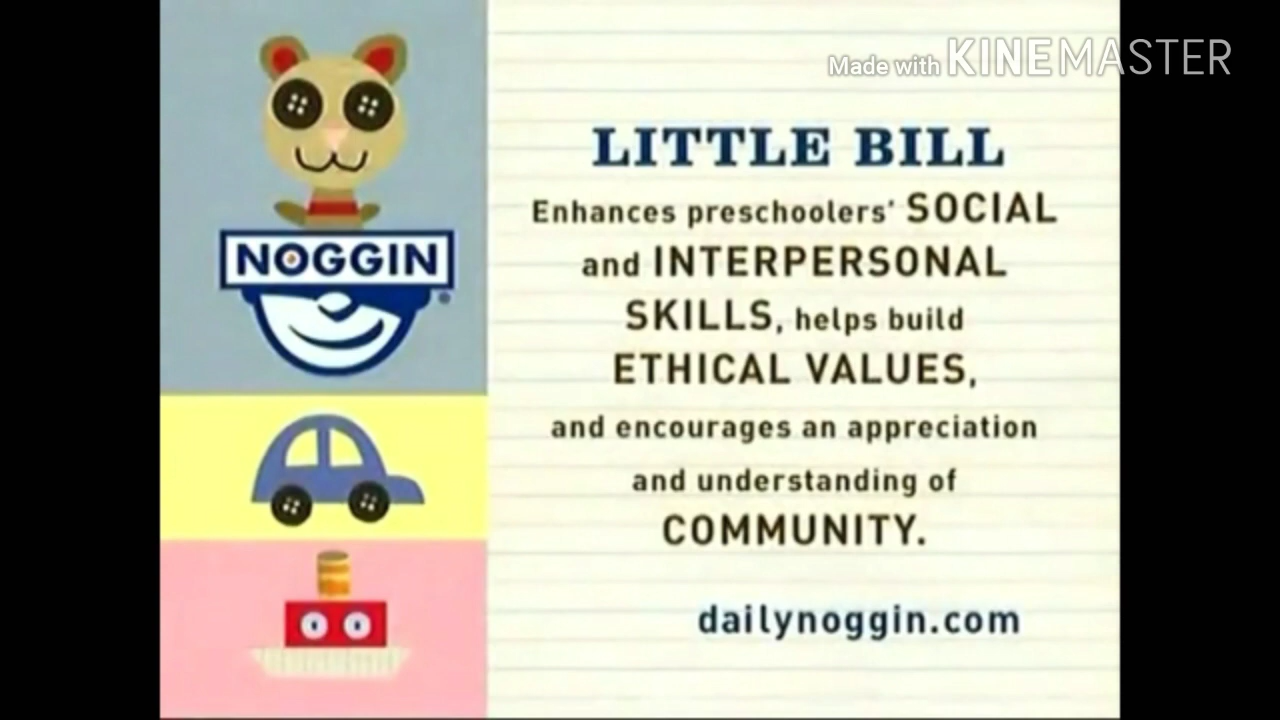 Made with KINEMASTER
LITTLE BILL
Enhances preschoolers' SOCIAL
and INTERPERSONAL
SKILLS, helps build
ETHICAL VALUES,
and encourages an appreciation
and understanding of
COMMUNITY.
dailynoggin.com
NOGGIN
®